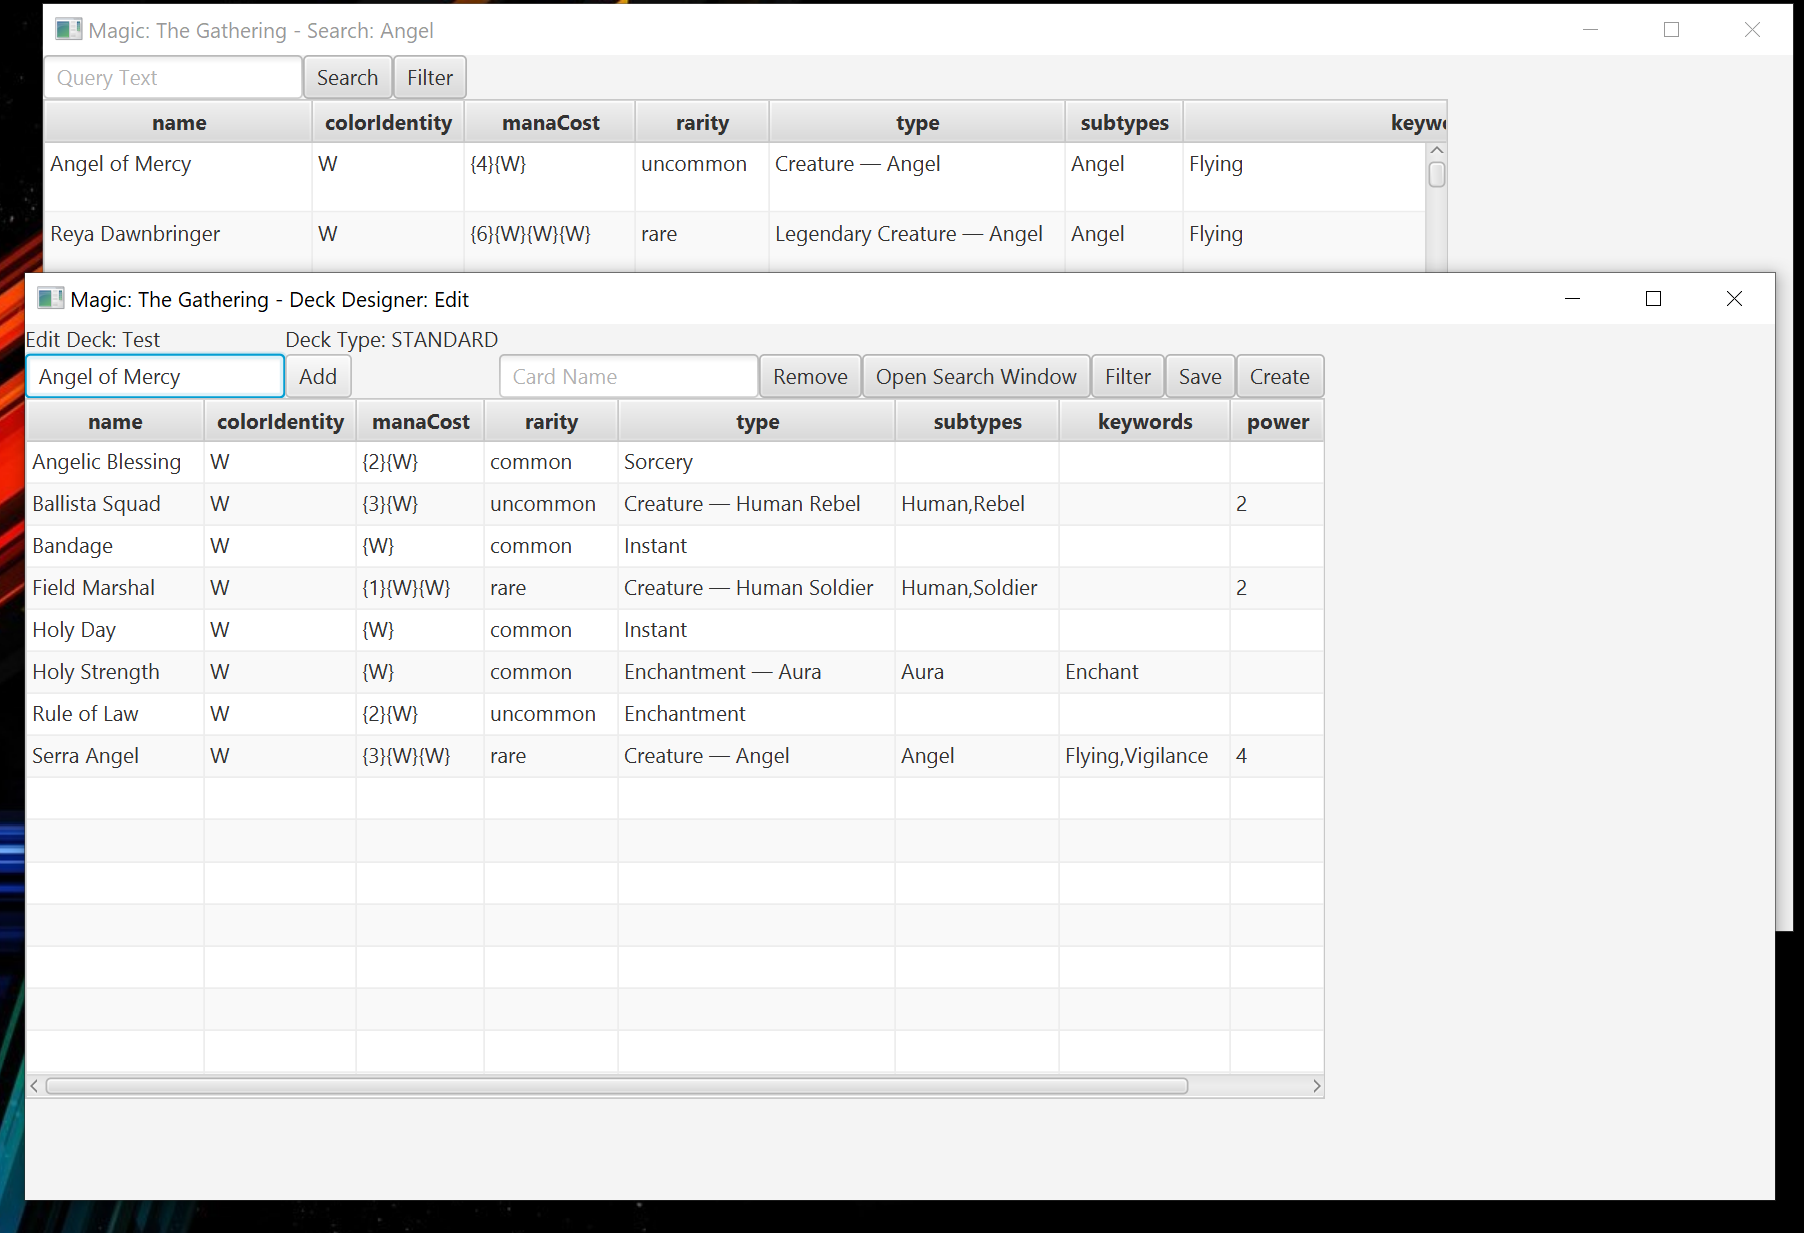 Magic: The Gathering - Search: Angel
Query Text Search Filter
name colorIdentity manaCost rarity type subtypes
Angel of Mercy W {4}{W} uncommon Creature — Angel Angel Flying
Reya Dawnbringer W {6}{W}{W}{W} rare Legendary Creature — Angel Angel Flying
Magic: The Gathering - Deck Designer: Edit
Edit Deck: Test Deck Type: STANDARD
Angel of Mercy Add Card Name Remove Open Search Window Filter Save Create
name colorIdentity manaCost rarity type subtypes keywords power
Angelic Blessing W {2}{W} common Sorcery
Ballista Squad W {3}{W} uncommon Creature — Human Rebel Human,Rebel 2
Bandage W {W} common Instant
Field Marshal W {1}{W}{W} rare Creature — Human Soldier Human,Soldier 2
Holy Day W {W} common Instant
Holy Strength W {W} common Enchantment — Aura Aura Enchant
Rule of Law W {2}{W} uncommon Enchantment
Serra Angel W {3}{W}{W} rare Creature — Angel Angel Flying,Vigilance 4